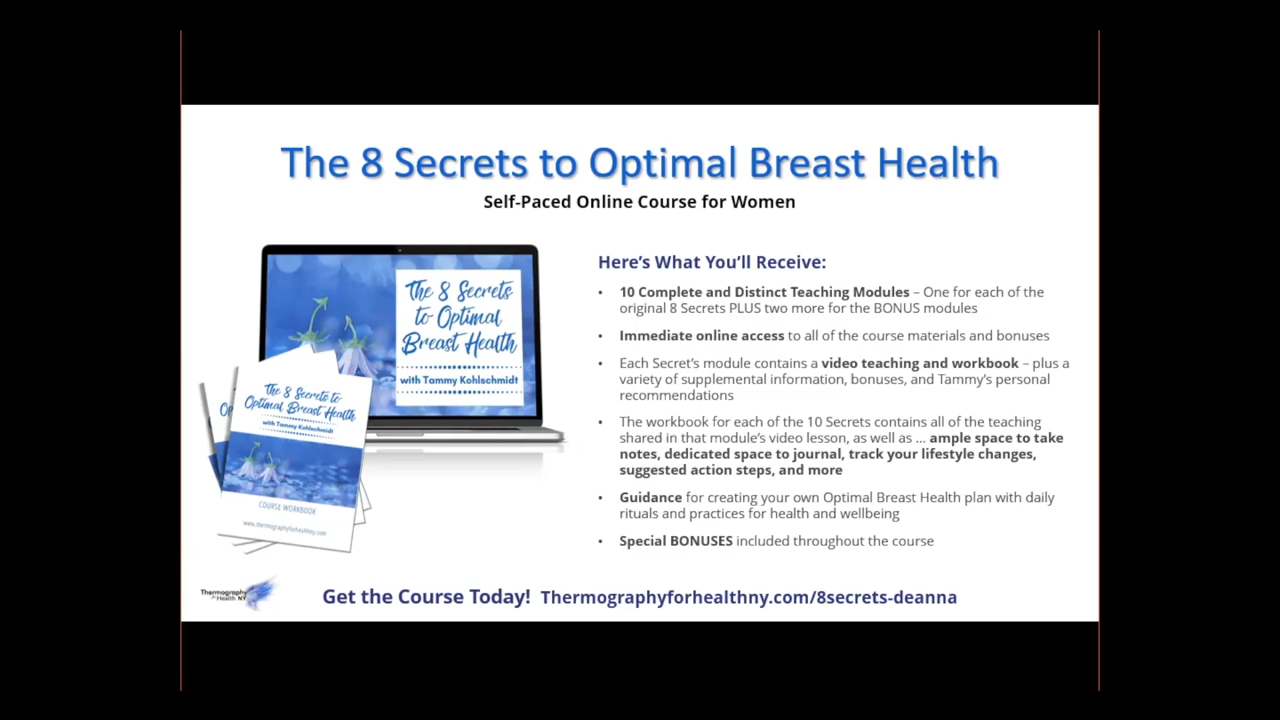 The 8 Secrets to Optimal Breast Health
Self-Paced Online Course for Women
The 8 Secrets
to Optimal
Breast Health
with Tammy Kohlschmidt
The 8 Secrets to
Optimal Breast Health
with Tammy Kohlschmidt
COURSE WORKBOOK
www.thermographyforhealthny.com
Here's What You'll Receive:
• 10 Complete and Distinct Teaching Modules – One for each of the
original 8 Secrets PLUS two more for the BONUS modules
• Immediate online access to all of the course materials and bonuses
• Each Secret's module contains a video teaching and workbook – plus a
variety of supplemental information, bonuses, and Tammy's personal
recommendations
• The workbook for each of the 10 Secrets contains all of the teaching
shared in that module's video lesson, as well as ... ample space to take
notes, dedicated space to journal, track your lifestyle changes,
suggested action steps, and more
• Guidance for creating your own Optimal Breast Health plan with daily
rituals and practices for health and wellbeing
• Special BONUSES included throughout the course
Thermography
for Health NY
Get the Course Today! Thermographyforhealthny.com/8secrets-deanna